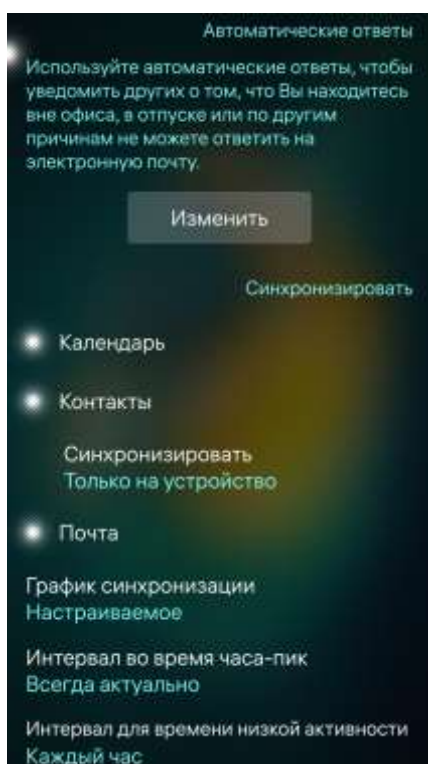 Автоматические ответы
Используйте автоматические ответы, чтобы
уведомить других о том, что Вы находитесь
вне офиса, в отпуске или по другим
причинам не можете ответить на
электронную почту.
Изменить
Синхронизировать
Календарь
Контакты
Синхронизировать
Только на устройство
Почта
График синхронизации
Настраиваемое
Интервал во время часа-пик
Всегда актуально
Интервал для времени низкой активности
Каждый час